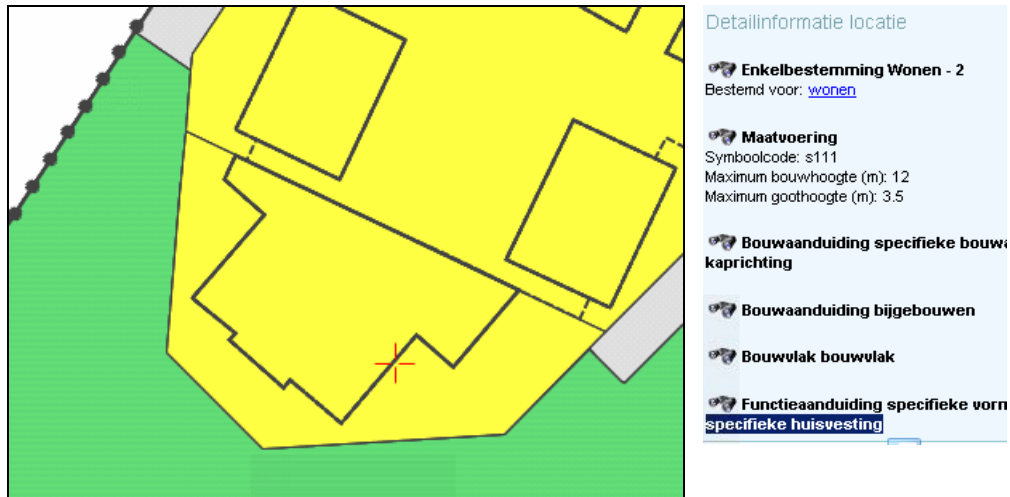 Detailinformatie locatie
Enkelbestemming Wonen - 2
Bestemd voor: wonen
Maatvoering
Symboolcode: s111
Maximum bouwhoogte (m): 12
Maximum goothoogte (m): 3.5
Bouwaanduiding specifieke bouwa
kaprichting
Bouwaanduiding bijgebouwen
Bouwvlak bouwvlak
Functieaanduiding specifieke vorm
specifieke huisvesting